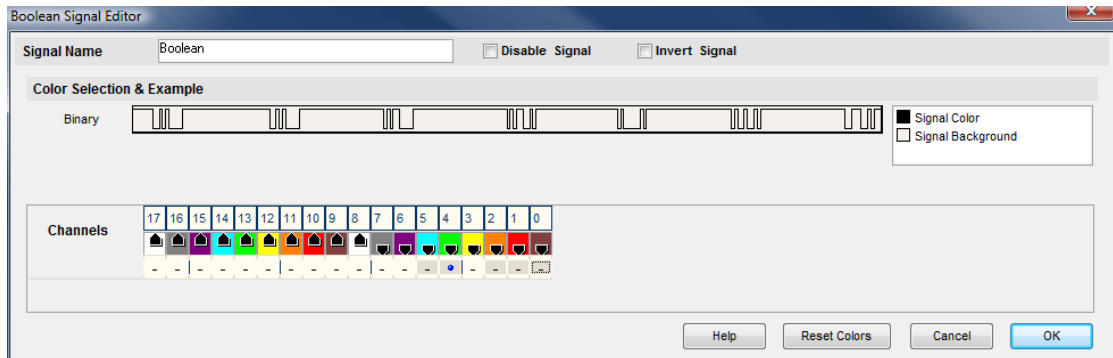 Boolean Signal Editor
Signal Name Boolean Disable Signal Invert Signal
Color Selection & Example
Binary
Signal Color
Signal Background
Channels 17 16 15 14 13 12 11 10 9 8 7 6 5 4 3 2 1 0
Help Reset Colors Cancel OK